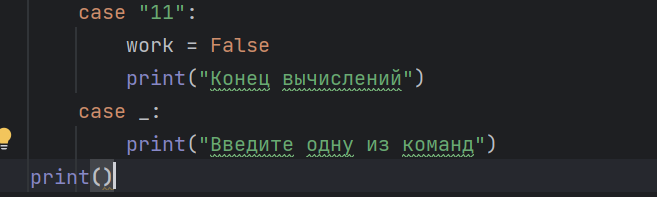 case "11":
work = False
print("Конец вычислений")
case _:
print("Введите одну из команд")
print()